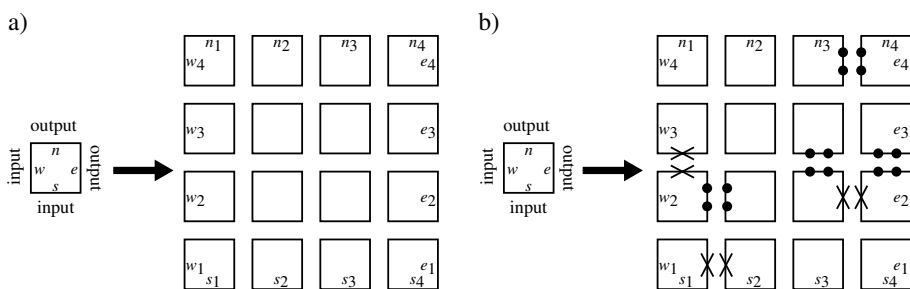 a)
n1 n2 n3 n4
w4 e4
w3 e3
w2 e2
w1 e1
s1 s2 s3 s4
output
input
n
w e
s
output
input
b)
n1 n2 n3 n4
w4 e4
w3 e3
w2 e2
w1 e1
s1 s2 s3 s4
output
input
n
w e
s
output
input